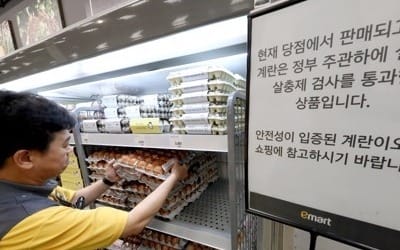 현재 당점에서 판매되고
계란은 정부 주관하에 실
살충제 검사를 통과한
상품입니다.
안전성이 입증된 계란이오
쇼핑에 참고하시기 바랍니
emart